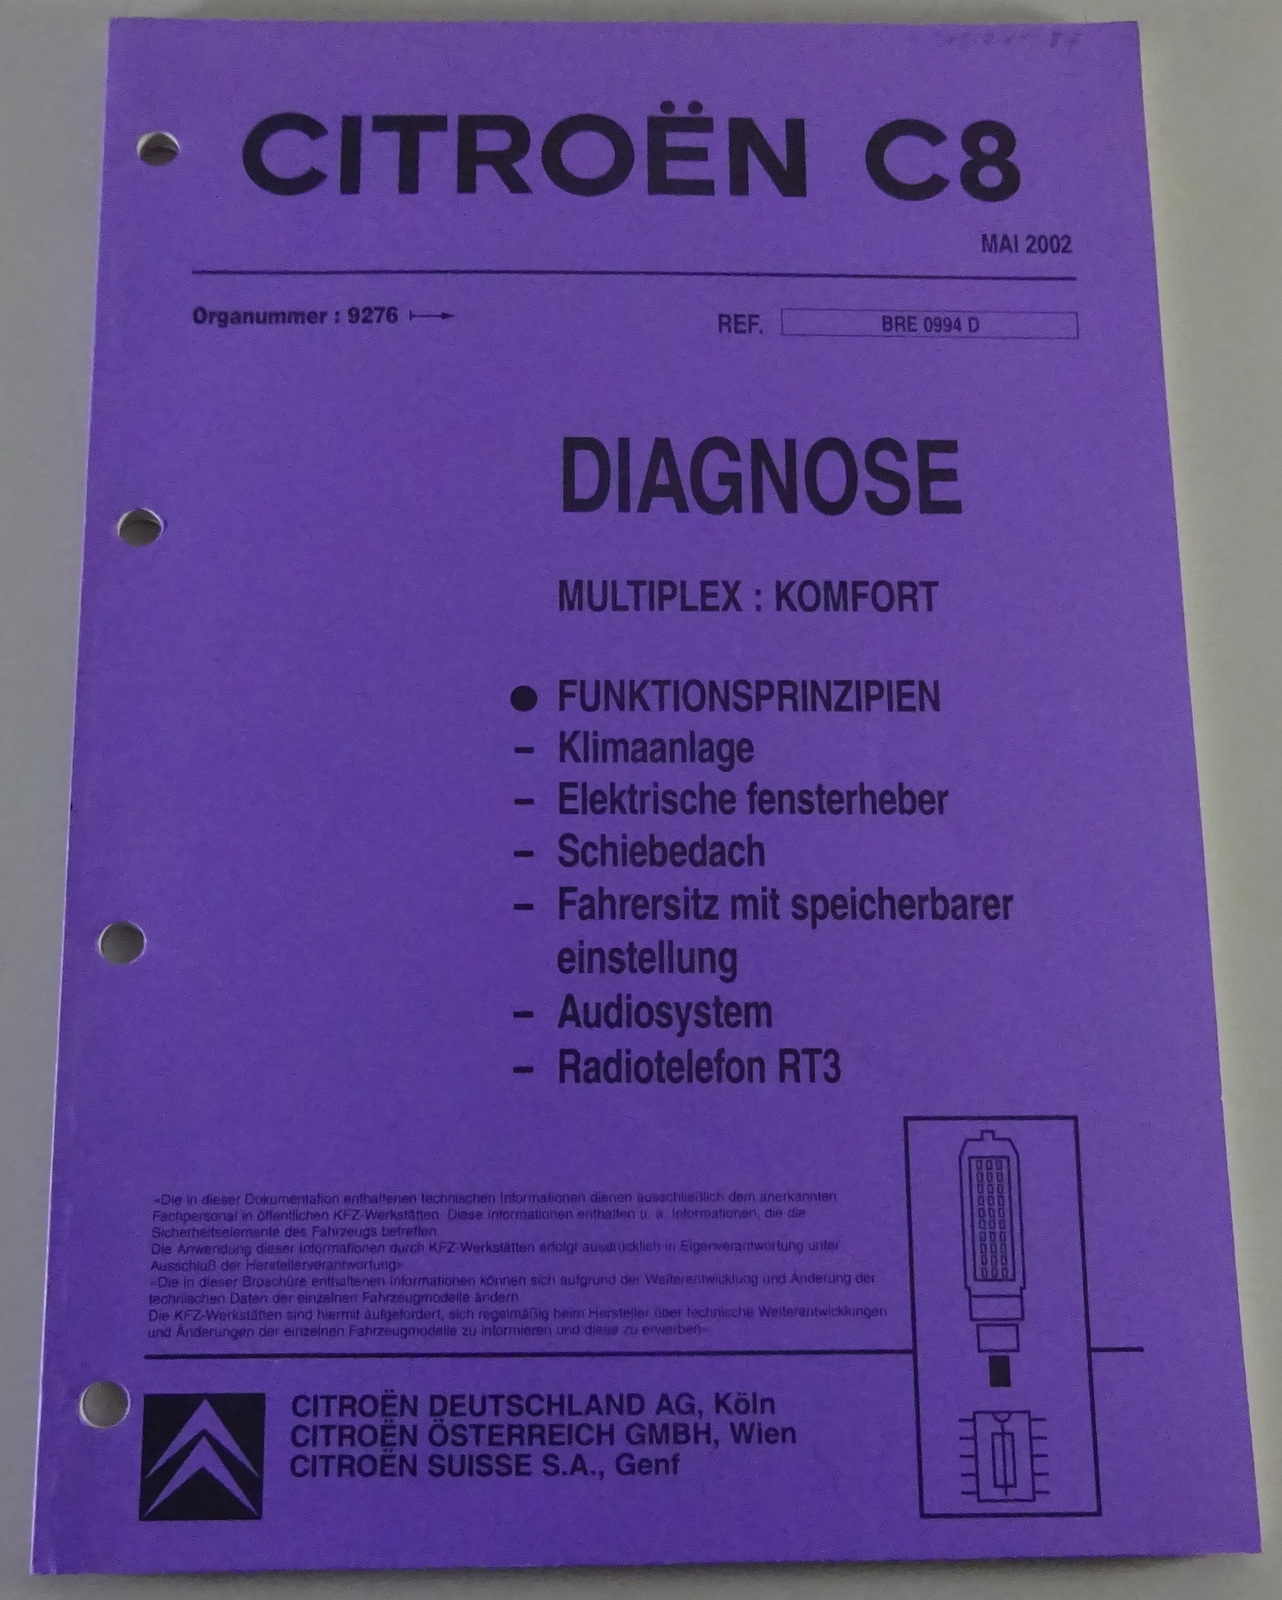 CITROËN C8
MAI 2002
Organummer : 9276
REF. BRE 0994 D
DIAGNOSE
MULTIPLEX : KOMFORT
● FUNKTIONSPRINZIPIEN
– Klimaanlage
– Elektrische fensterheber
– Schiebedach
– Fahrersitz mit speicherbarer
einstellung
– Audiosystem
– Radiotelefon RT3
«Die in dieser Dokumentation enthaltenen technischen Informationen dienen ausschließlich dem anerkannten
Fachpersonal in öffentlichen KFZ-Werkstätten. Diese Informationen enthalten u. a. Informationen, die die
Sicherheitselemente des Fahrzeugs betreffen.
Die Anwendung dieser Informationen durch KFZ-Werkstätten erfolgt ausdrücklich in Eigenverantwortung unter
Ausschluß der Herstellerverantwortung»
«Die in dieser Broschüre enthaltenen Informationen können sich aufgrund der Weiterentwicklung und Änderung der
technischen Daten der einzelnen Fahrzeugmodelle ändern.
Die KFZ-Werkstätten sind hiermit aufgefordert, sich regelmäßig beim Hersteller über technische Weiterentwicklungen
und Änderungen der einzelnen Fahrzeugmodelle zu informieren und diese zu erwerben»
CITROËN DEUTSCHLAND AG, Köln
CITROËN ÖSTERREICH GMBH, Wien
CITROËN SUISSE S.A., Genf